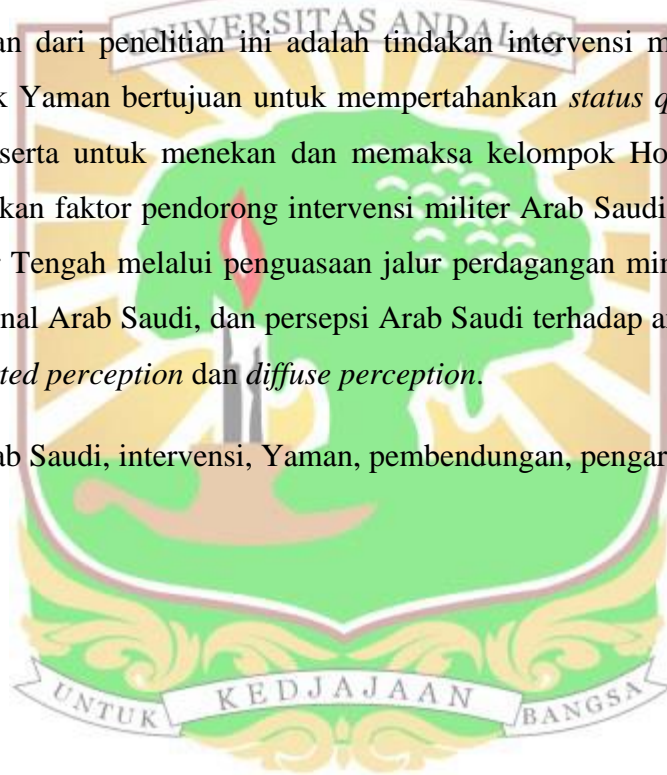 UNIVERSITAS ANDALAS
an dari penelitian ini adalah tindakan intervensi m
k Yaman bertujuan untuk mempertahankan status q
serta untuk menekan dan memaksa kelompok Ho
kan faktor pendorong intervensi militer Arab Saudi
Tengah melalui penguasaan jalur perdagangan min
nal Arab Saudi, dan persepsi Arab Saudi terhadap a
ted perception dan diffuse perception.
ab Saudi, intervensi, Yaman, pembendungan, pengar
UNTUK KEDJAJAAN BANGSA